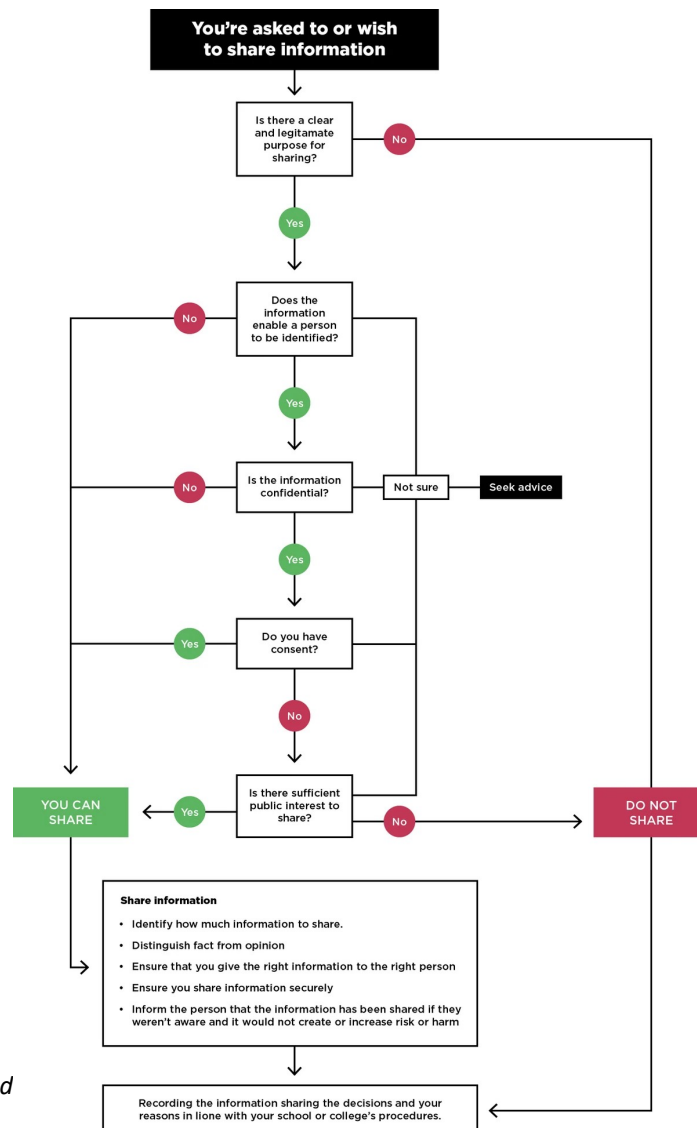 You’re asked to or wish
to share information
Is there a clear
and legitamate
purpose for
sharing?
No
Yes
Does the
information
enable a person
to be identified?
No
Yes
Is the information
confidential?
No
Not sure
Seek advice
Yes
Do you have
consent?
Yes
No
Is there sufficient
public interest to
share?
Yes
No
YOU CAN
SHARE
DO NOT
SHARE
Share information
• Identify how much information to share.
• Distinguish fact from opinion
• Ensure that you give the right information to the right person
• Ensure you share information securely
• Inform the person that the information has been shared if they
weren’t aware and it would not create or increase risk or harm
d
Recording the information sharing the decisions and your
reasons in lione with your school or college’s procedures.